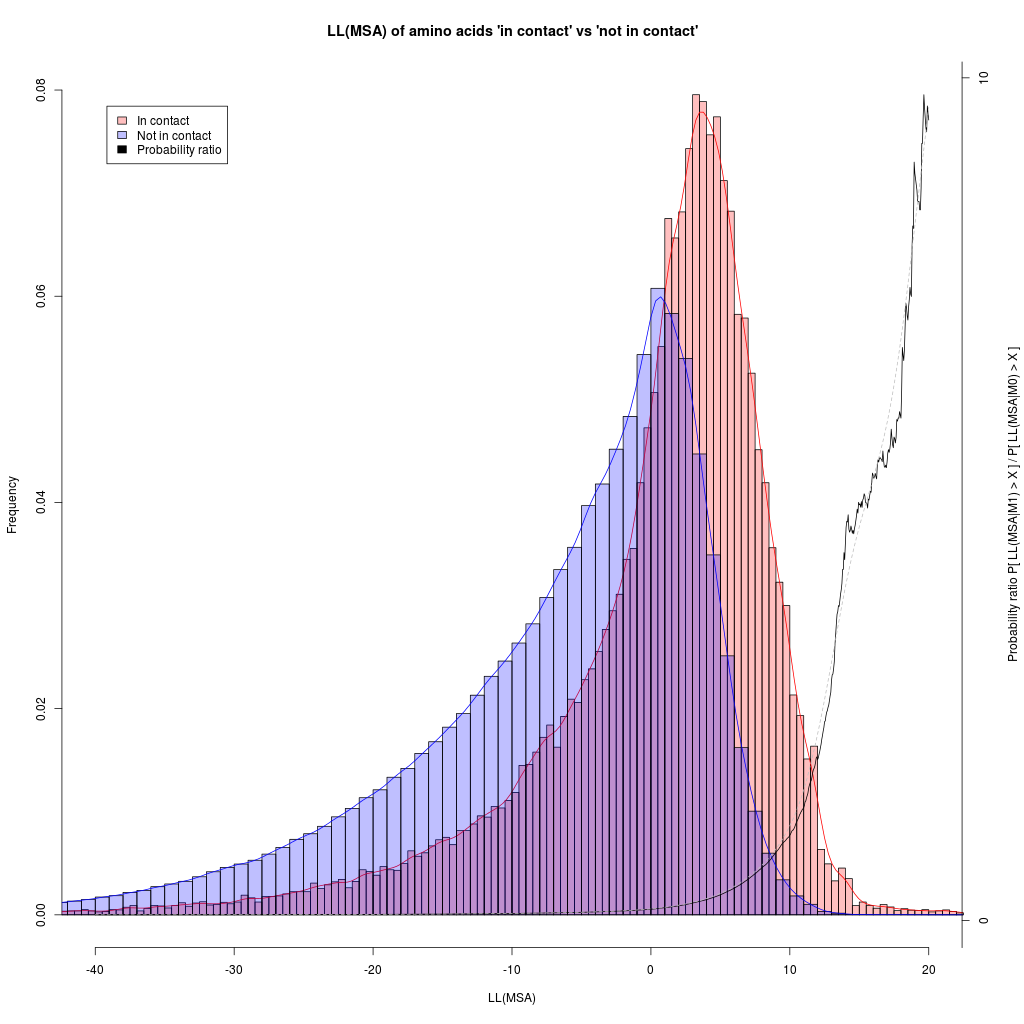 LL(MSA) of amino acids 'in contact' vs 'not in contact'
In contact
Not in contact
Probability ratio
0.00
0.02
0.04
0.06
0.08
Frequency
-40
-30
-20
-10
0
10
20
LL(MSA)
0
10
Probability ratio P[ LL(MSA|M1) > X ] / P[ LL(MSA|M0) > X ]